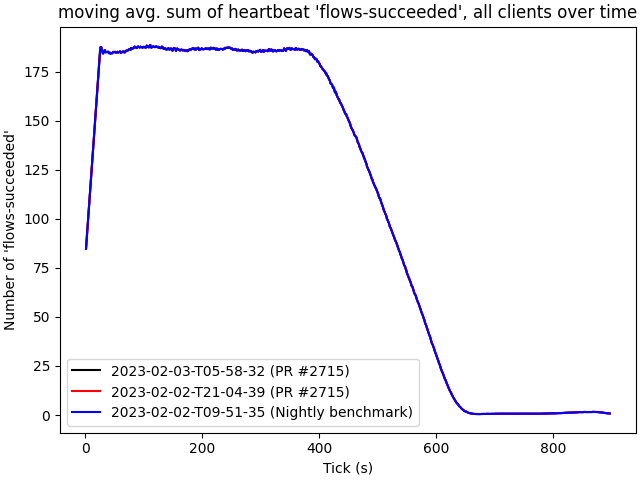 moving avg. sum of heartbeat 'flows-succeeded', all clients over time
Number of 'flows-succeeded'
175
150
125
100
75
50
25
0
2023-02-03-T05-58-32 (PR #2715)
2023-02-02-T21-04-39 (PR #2715)
2023-02-02-T09-51-35 (Nightly benchmark)
0 200 400 600 800
Tick (s)